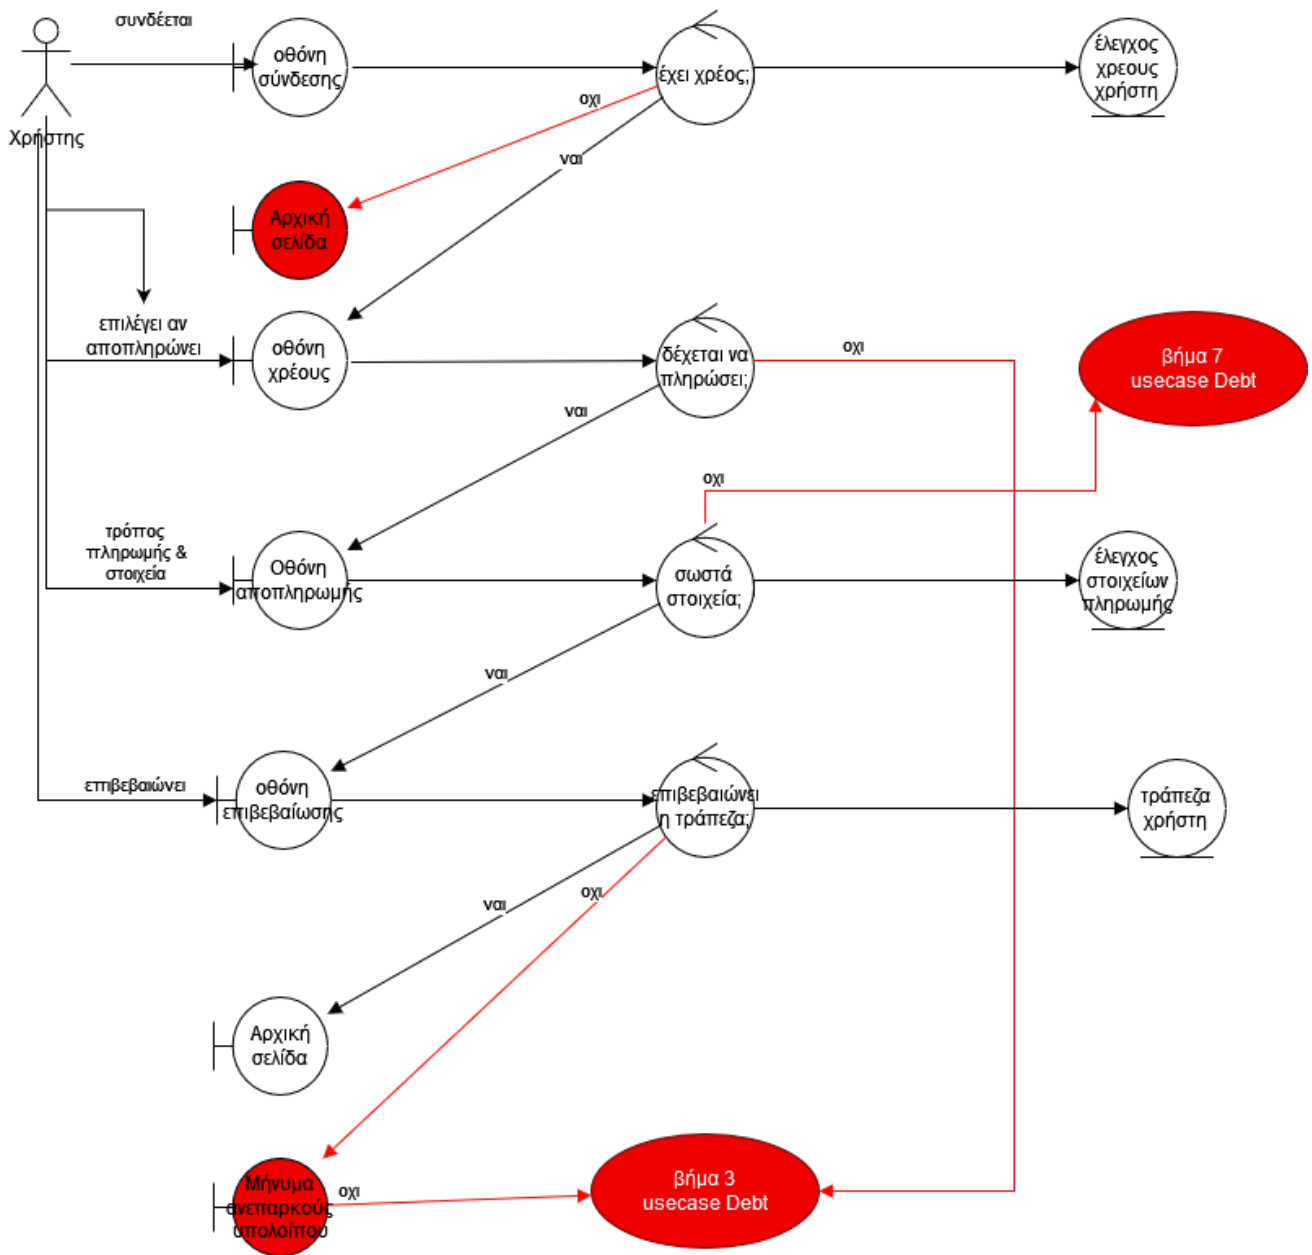 συνδέεται
οθόνη
σύνδεσης
έχει χρέος;
έλεγχος
χρεους
χρήστη
Χρήστης
οχι
ναι
Αρχική
σελίδα
επιλέγει αν
αποπληρώνει
οθόνη
χρέους
δέχεται να
πληρώσει;
οχι
βήμα 7
usecase Debt
ναι
οχι
τρόπος
πληρωμής &
στοιχεία
Οθόνη
αποπληρωμής
σωστά
στοιχεία;
έλεγχος
στοιχείων
πληρωμής
ναι
επιβεβαιώνει
οθόνη
επιβεβαίωσης
επιβεβαιώνει
η τράπεζα;
τράπεζα
χρήστη
ναι
οχι
Αρχική
σελίδα
Μήνυμα
ανεπαρκούς
υπολοίπου
οχι
βήμα 3
usecase Debt